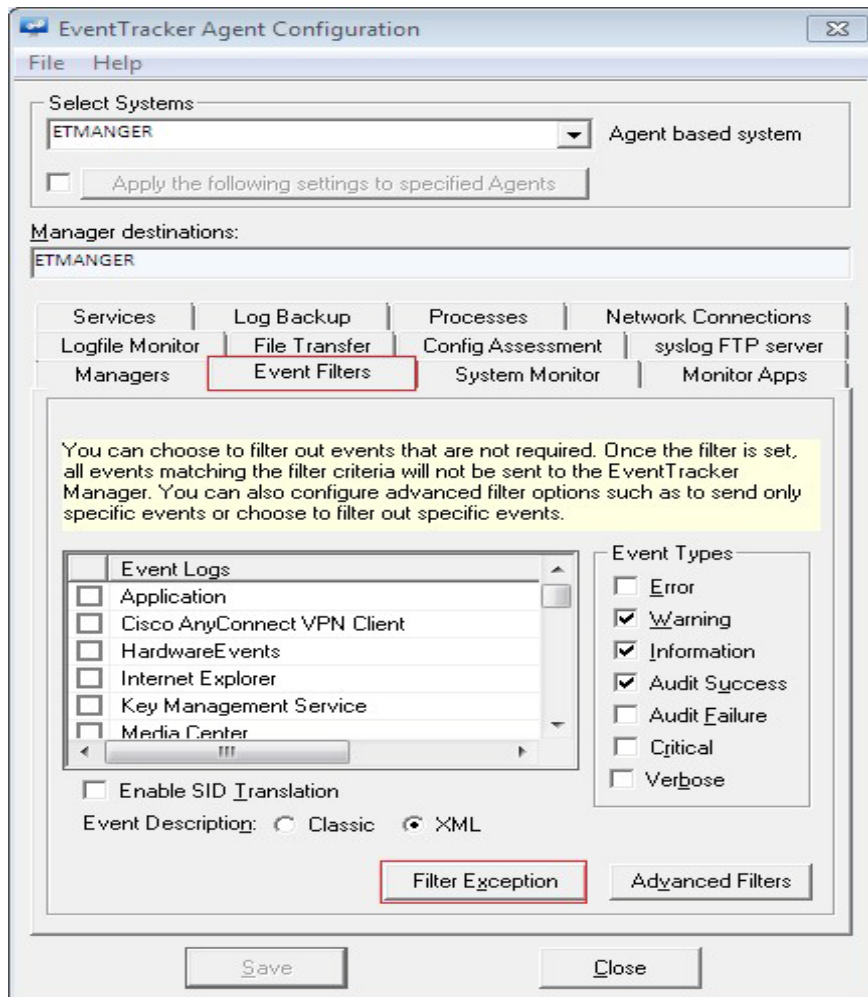 EventTracker Agent Configuration
File Help
Select Systems
ETMANGER
Agent based system
Apply the following settings to specified Agents
Manager destinations:
ETMANGER
Services Log Backup Processes Network Connections
Logfile Monitor File Transfer Config Assessment syslog FTP server
Managers Event Filters System Monitor Monitor Apps
You can choose to filter out events that are not required. Once the filter is set,
all events matching the filter criteria will not be sent to the EventTracker
Manager. You can also configure advanced filter options such as to send only
specific events or choose to filter out specific events.
Event Logs
Application
Cisco AnyConnect VPN Client
HardwareEvents
Internet Explorer
Key Management Service
Media Center
Event Types
Error
Warning
Information
Audit Success
Audit Failure
Critical
Verbose
Enable SID Translation
Event Description: Classic XML
Filter Exception Advanced Filters
Save Close